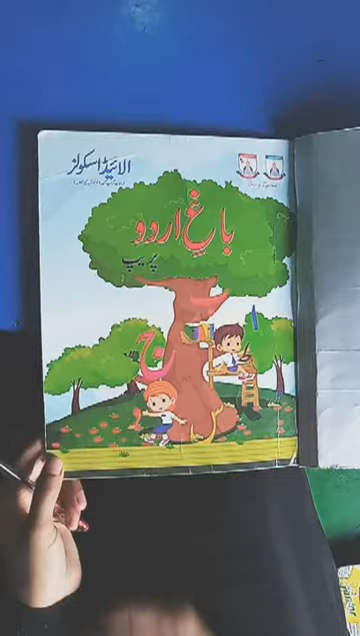 الائیڈ اسکولز
باغِ اردو
پریپ
ا
ج